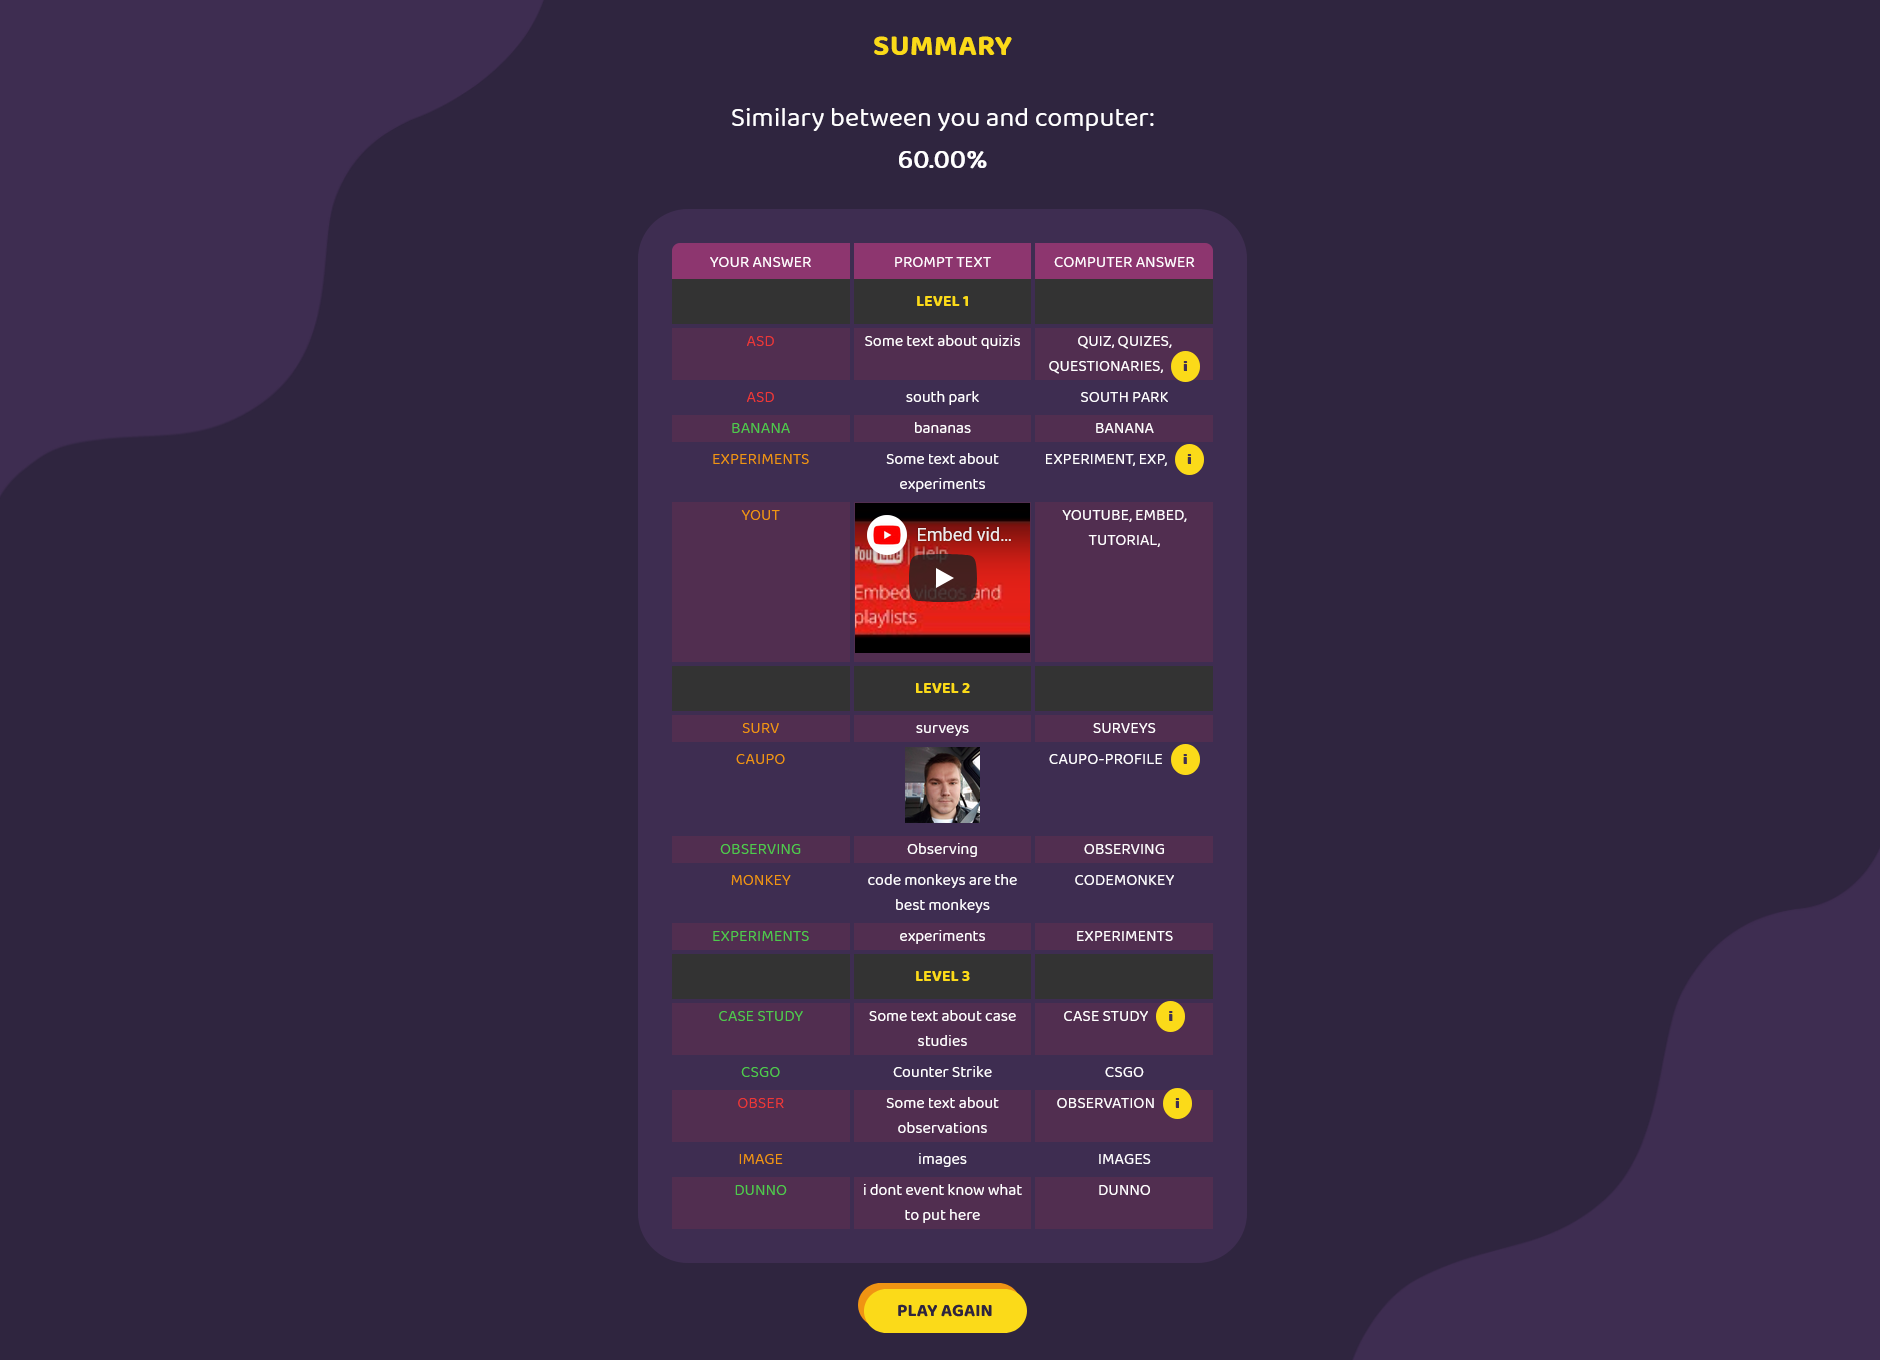 SUMMARY
Similary between you and computer:
60.00%
YOUR ANSWER PROMPT TEXT COMPUTER ANSWER
LEVEL 1
ASD Some text about quizis QUIZ, QUIZES,
QUESTIONARIES, i
ASD south park SOUTH PARK
BANANA bananas BANANA
EXPERIMENTS Some text about EXPERIMENT, EXP, i
experiments
YOUT YOUTUBE, EMBED,
TUTORIAL,
Embed vid...
YouTube Help
Embed videos and
playlists
LEVEL 2
SURV surveys SURVEYS
CAUPO CAUPO-PROFILE i
OBSERVING Observing OBSERVING
MONKEY code monkeys are the CODEMONKEY
best monkeys
EXPERIMENTS experiments EXPERIMENTS
LEVEL 3
CASE STUDY Some text about case CASE STUDY i
studies
CSGO Counter Strike CSGO
OBSER Some text about OBSERVATION i
observations
IMAGE images IMAGES
DUNNO i dont event know what DUNNO
to put here
PLAY AGAIN